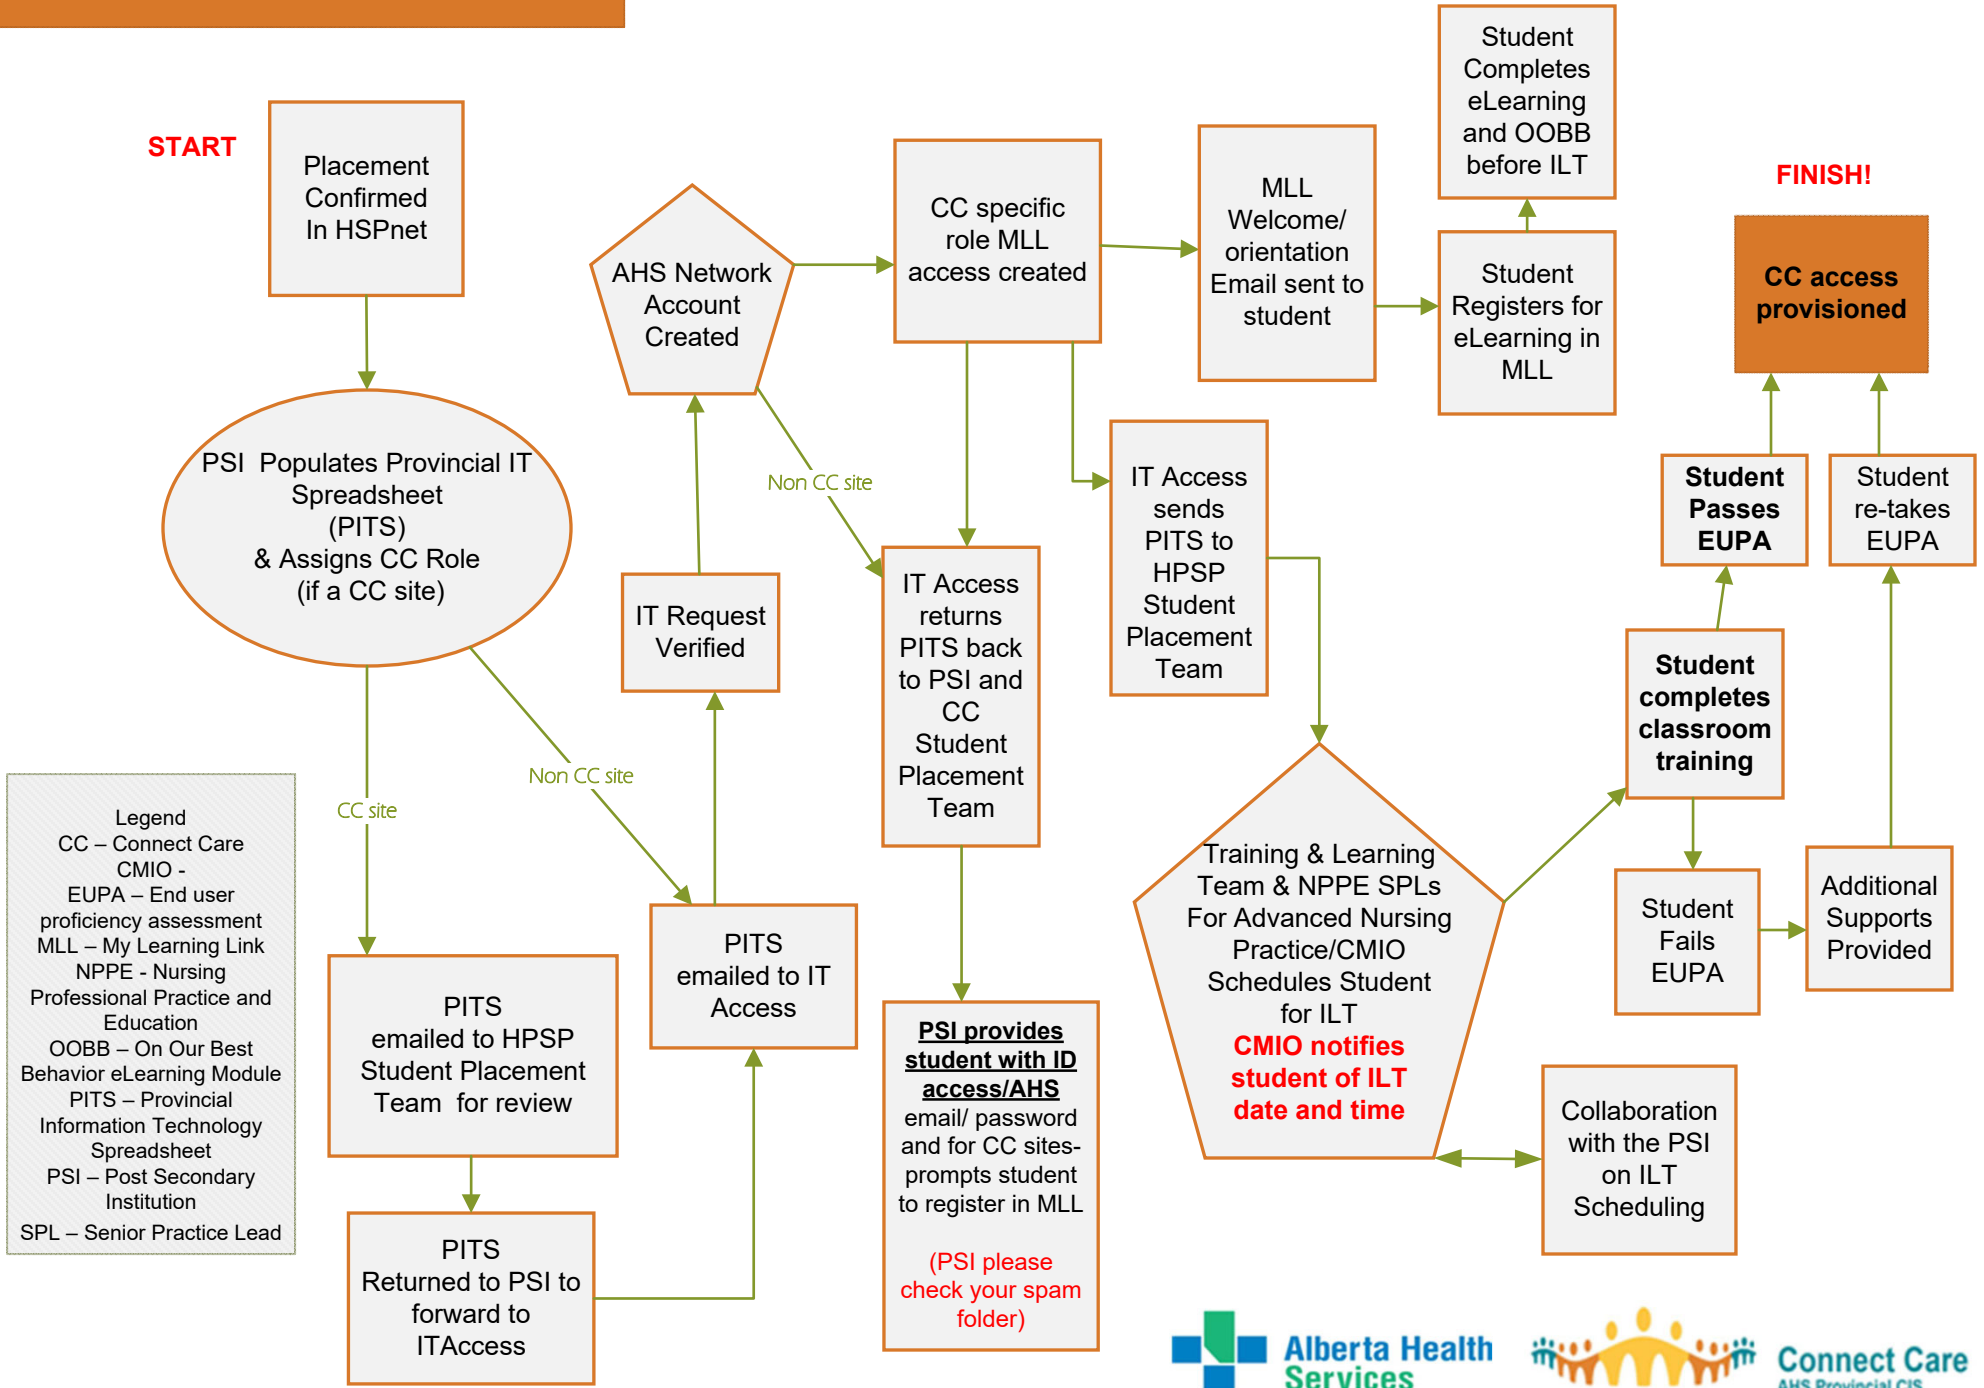 START
Placement
Confirmed
In HSPnet
PSI  Populates Provincial IT
Spreadsheet
(PITS)
& Assigns CC Role
(if a CC site)
CC site
Non CC site
PITS
emailed to HPSP
Student Placement
Team  for review
PITS
Returned to PSI to
forward to
ITAccess
PITS
emailed to IT
Access
IT Request
Verified
AHS Network
Account
Created
Non CC site
CC specific
role MLL
access created
MLL
Welcome/
orientation
Email sent to
student
Student
Registers for
eLearning in
MLL
Student
Completes
eLearning
and OOBB
before ILT
IT Access
returns
PITS back
to PSI and
CC
Student
Placement
Team
PSI provides
student with ID
access/AHS
email/ password
and for CC sites-
prompts student
to register in MLL
(PSI please
check your spam
folder)
IT Access
sends
PITS to
HPSP
Student
Placement
Team
Training & Learning
Team & NPPE SPLs
For Advanced Nursing
Practice/CMIO
Schedules Student
for ILT
CMIO notifies
student of ILT
date and time
Collaboration
with the PSI
on ILT
Scheduling
Student
completes
classroom
training
Student
Fails
EUPA
Additional
Supports
Provided
Student
Passes
EUPA
Student
re-takes
EUPA
FINISH!
CC access
provisioned
Legend
CC – Connect Care
CMIO -
EUPA – End user
proficiency assessment
MLL – My Learning Link
NPPE - Nursing
Professional Practice and
Education
OOBB – On Our Best
Behavior eLearning Module
PITS – Provincial
Information Technology
Spreadsheet
PSI – Post Secondary
Institution
SPL – Senior Practice Lead
Alberta Health
Services
Connect Care
AHS Provincial CIS